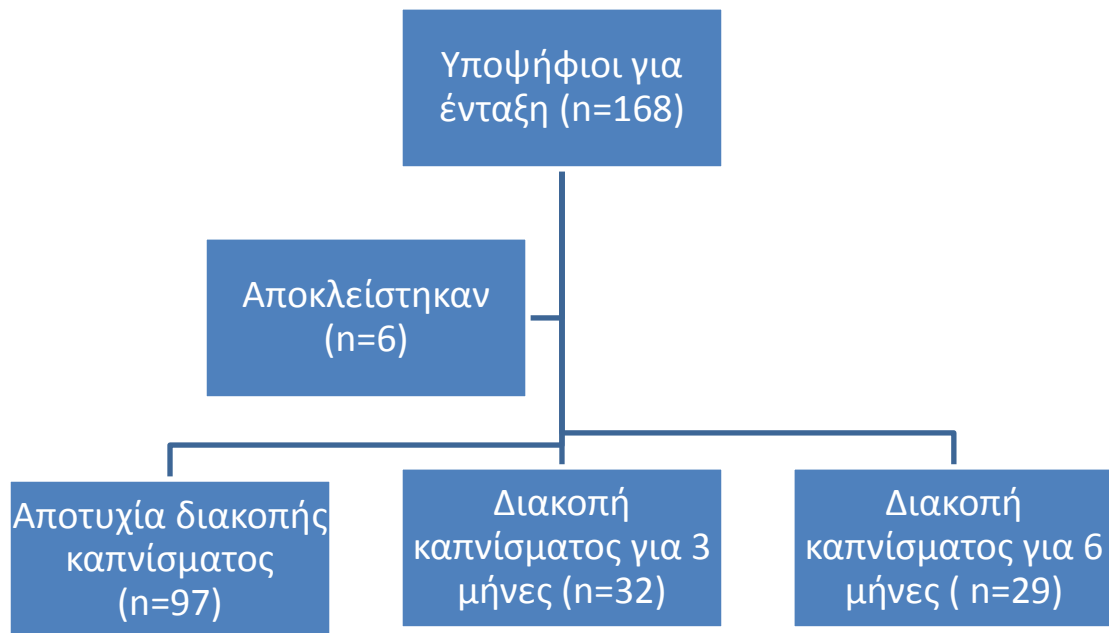 Υποψήφιοι για
ένταξη (n=168)
Αποκλείστηκαν
(n=6)
Αποτυχία διακοπής
καπνίσματος
(n=97)
Διακοπή
καπνίσματος για 3
μήνες (n=32)
Διακοπή
καπνίσματος για 6
μήνες ( n=29)